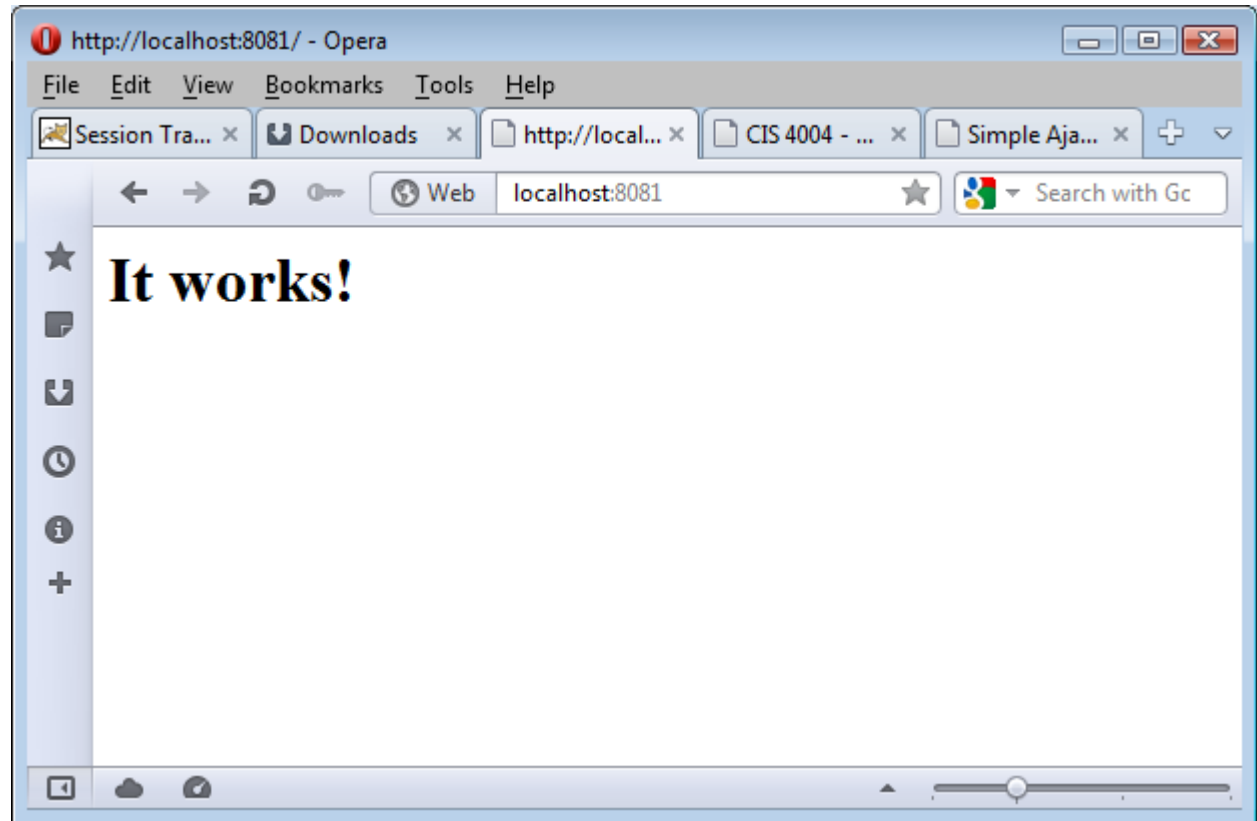 http://localhost:8081/ - Opera
File Edit View Bookmarks Tools Help
Session Tra... Downloads http://local... CIS 4004 - ... Simple Aja...
Web localhost:8081 Search with Gc
It works!